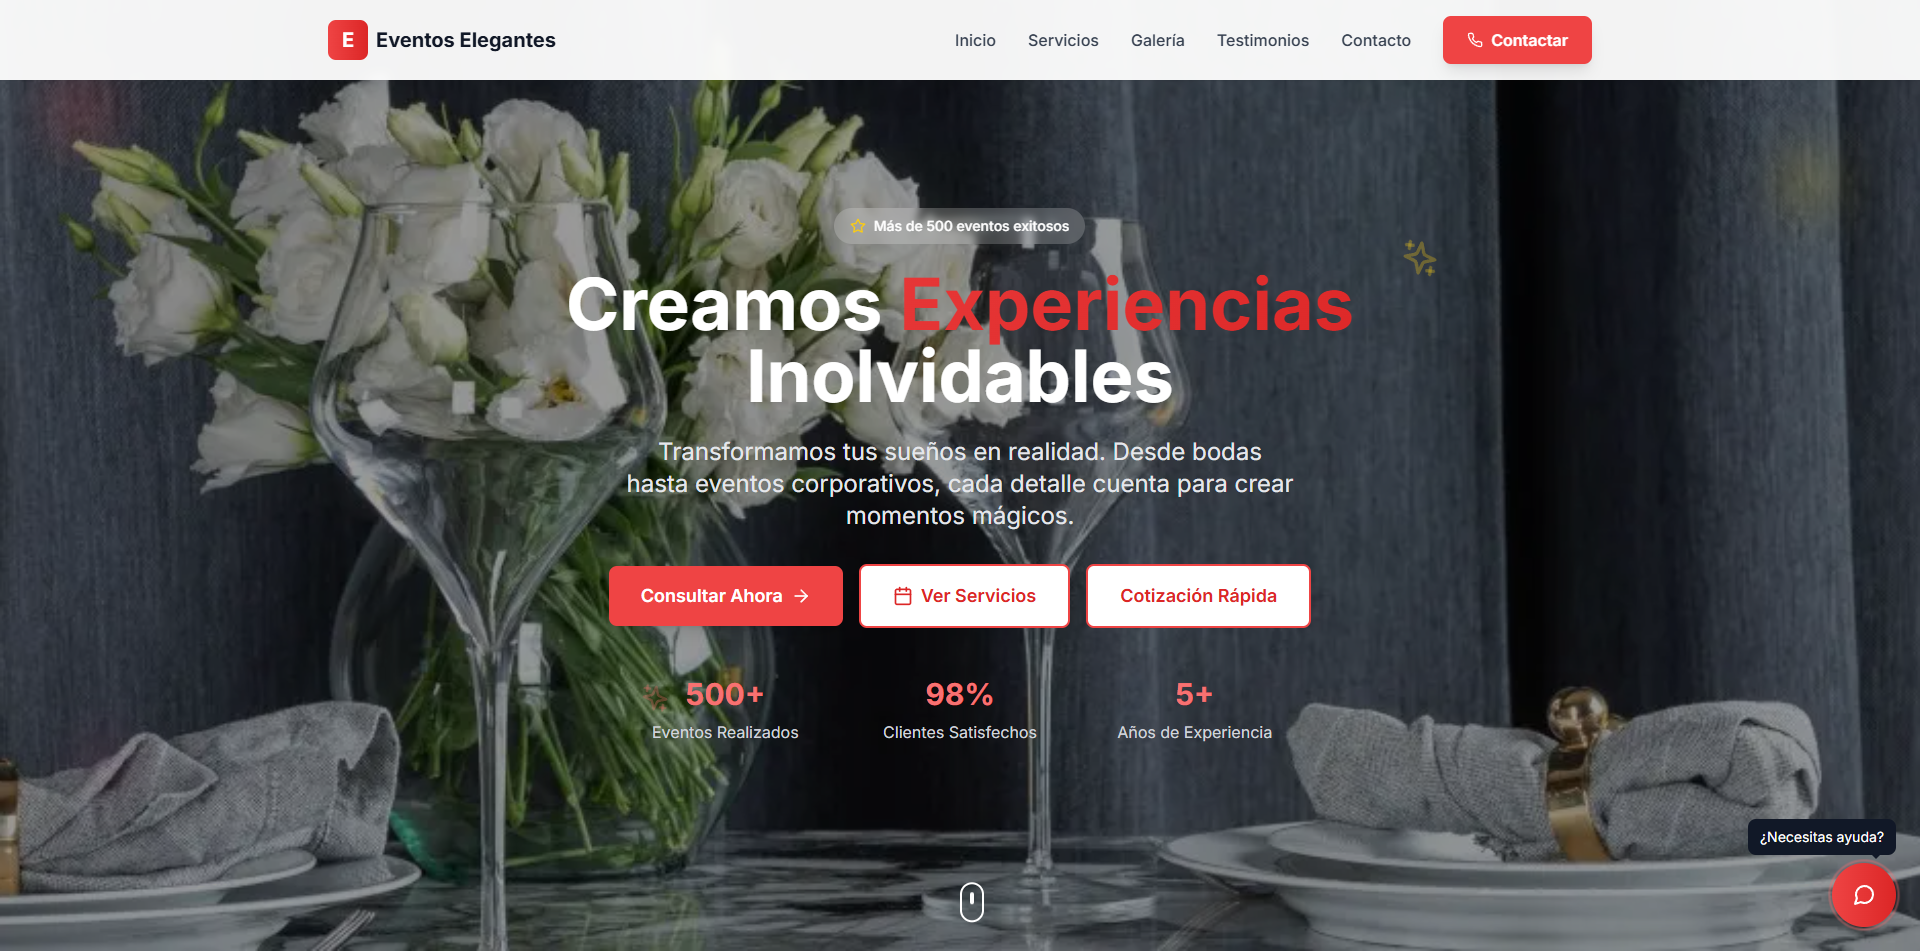 E Eventos Elegantes
Inicio Servicios Galería Testimonios Contacto Contactar
Más de 500 eventos exitosos
Creamos Experiencias
Inolvidables
Transformamos tus sueños en realidad. Desde bodas
hasta eventos corporativos, cada detalle cuenta para crear
momentos mágicos.
Consultar Ahora Ver Servicios Cotización Rápida
500+ 98% 5+
Eventos Realizados Clientes Satisfechos Años de Experiencia
¿Necesitas ayuda?